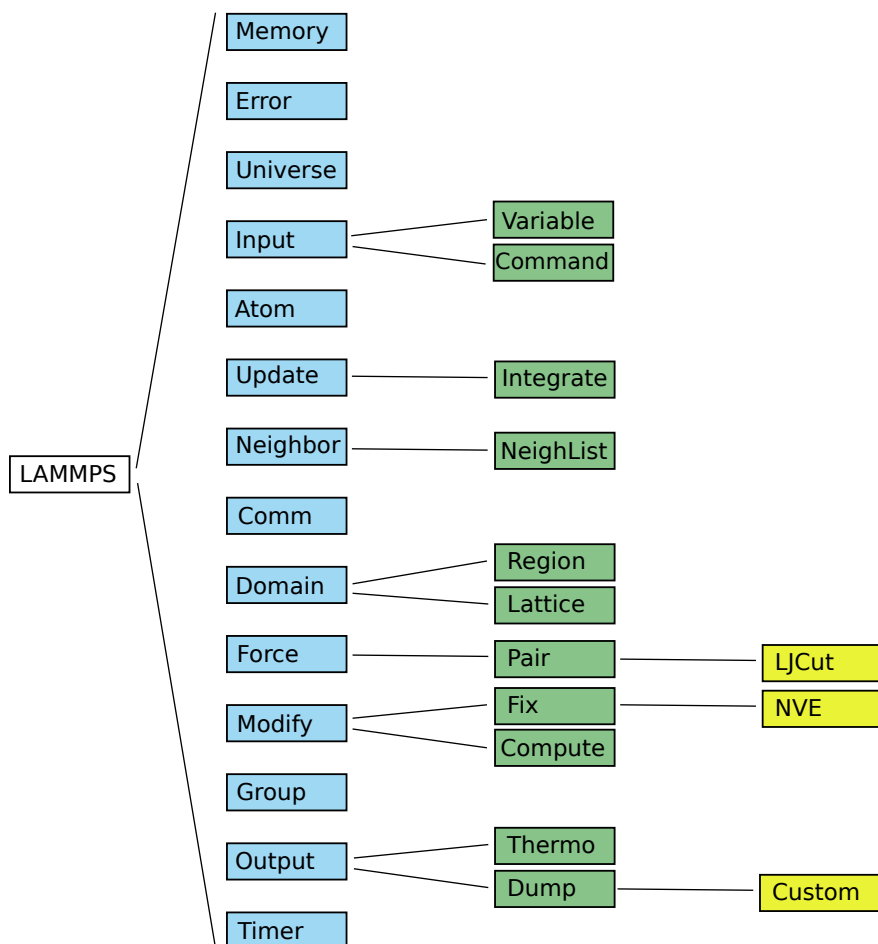 Memory
Error
Universe
Input
Variable
Command
Atom
Update
Integrate
Neighbor
NeighList
LAMMPS
Comm
Domain
Region
Lattice
Force
Pair
LJCut
Modify
Fix
NVE
Compute
Group
Output
Thermo
Dump
Custom
Timer